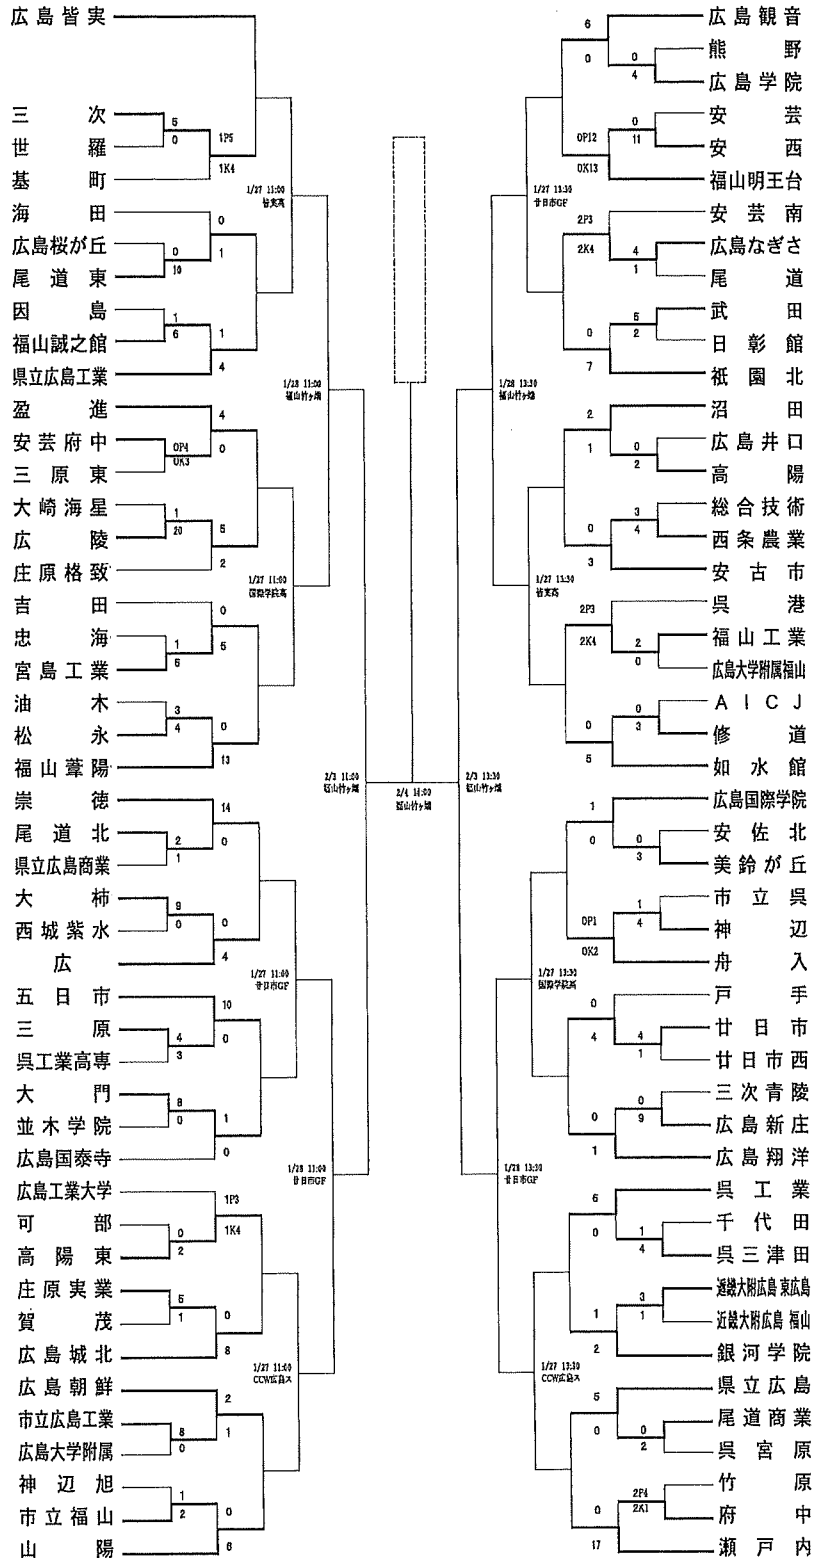 広島皆実
三次
5
0
世羅
1P5
1K4
基町
海田
0
1
広島桜が丘
0
10
尾道東
1/27 11:00
皆実高
因島
1
6
福山誠之館
1
4
県立広島工業
盈進
4
0
安芸府中
0P4
0K3
三原東
1/28 11:00
福山竹ヶ端
大崎海星
1
20
広陵
5
2
庄原格致
1/27 11:00
国際学院高
吉田
0
5
忠海
1
6
宮島工業
油木
3
4
松永
0
13
福山葦陽
2/3 11:00
福山竹ヶ端
崇徳
14
0
尾道北
2
1
県立広島商業
大柿
9
0
西城紫水
0
4
広
1/27 11:00
廿日市GF
五日市
10
0
三原
4
3
呉工業高専
大門
8
0
並木学院
1
0
広島国泰寺
1/28 11:00
廿日市GF
広島工業大学
1P3
1K4
可部
0
2
高陽東
庄原実業
5
1
賀茂
0
8
広島城北
1/27 11:00
CCW広島ス
広島朝鮮
2
1
市立広島工業
8
0
広島大学附属
神辺旭
1
2
市立福山
0
6
山陽
2/4 14:00
福山竹ヶ端
広島観音
6
0
熊野
0
4
広島学院
安芸
0
11
安西
0P12
0K13
福山明王台
1/27 13:30
廿日市GF
安芸南
2P3
2K4
広島なぎさ
4
1
尾道
武田
5
2
日彰館
0
7
祇園北
1/28 13:30
福山竹ヶ端
沼田
2
1
広島井口
0
2
高陽
総合技術
3
4
西条農業
0
3
安古市
1/27 13:30
皆実高
呉港
2P3
2K4
福山工業
2
0
広島大学附属福山
AICJ
0
3
修道
0
5
如水館
2/3 13:30
福山竹ヶ端
広島国際学院
1
0
安佐北
0
3
美鈴が丘
市立呉
1
4
神辺
0P1
0K2
舟入
1/27 13:30
国際学院高
戸手
0
4
廿日市
4
1
廿日市西
三次青陵
0
9
広島新庄
0
1
広島翔洋
1/28 13:30
廿日市GF
呉工業
6
0
千代田
1
4
呉三津田
近畿大附広島 東広島
3
1
近畿大附広島 福山
1
2
銀河学院
1/27 13:30
CCW広島ス
県立広島
5
0
尾道商業
0
2
呉宮原
竹原
2P4
2K1
府中
0
17
瀬戸内